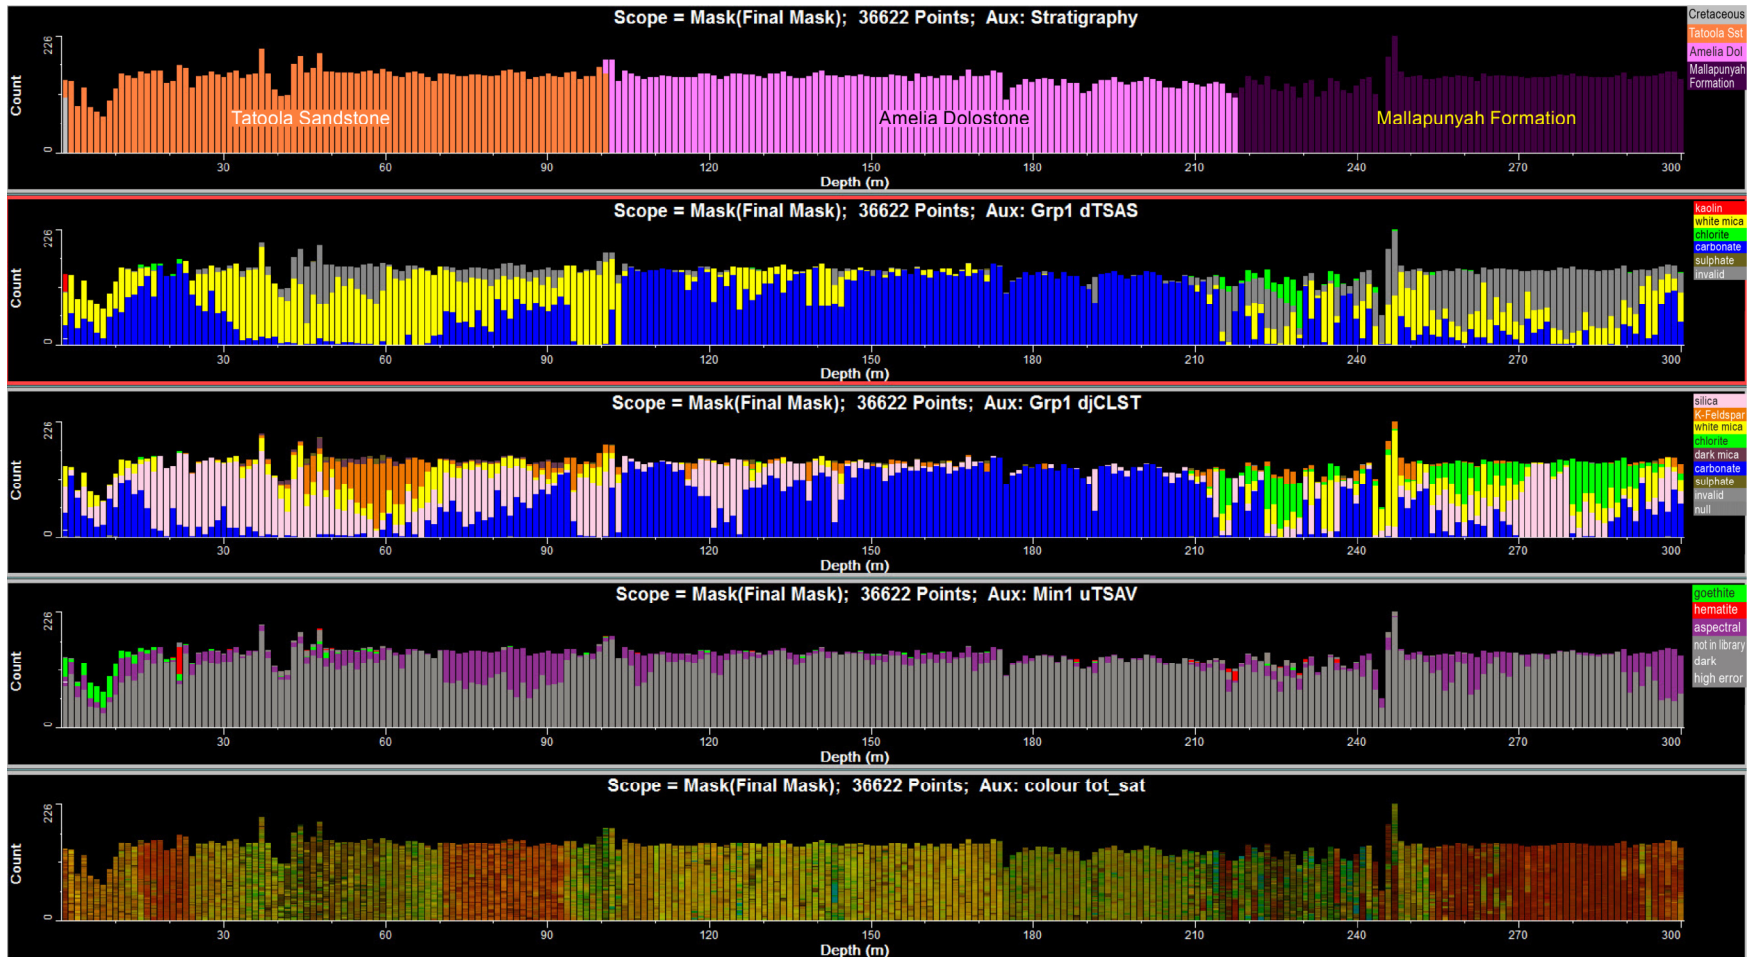 Scope = Mask(Final Mask); 36622 Points; Aux: Stratigraphy
Cretaceous
Tatoola Sst
Amelia Dol
Mallapunyah
Formation
226
Count
0
Tatoola Sandstone
Amelia Dolostone
Mallapunyah Formation
30 60 90 120 150 180 210 240 270 300
Depth (m)
Scope = Mask(Final Mask); 36622 Points; Aux: Grp1 dTSAS
kaolin
white mica
chlorite
carbonate
sulphate
invalid
226
Count
0
30 60 90 120 150 180 210 240 270 300
Depth (m)
Scope = Mask(Final Mask); 36622 Points; Aux: Grp1 djCLST
silica
K-Feldspar
white mica
chlorite
dark mica
carbonate
sulphate
invalid
null
226
Count
0
30 60 90 120 150 180 210 240 270 300
Depth (m)
Scope = Mask(Final Mask); 36622 Points; Aux: Min1 uTSAV
goethite
hematite
aspectral
not in library
dark
high error
226
Count
0
30 60 90 120 150 180 210 240 270 300
Depth (m)
Scope = Mask(Final Mask); 36622 Points; Aux: colour tot_sat
226
Count
0
30 60 90 120 150 180 210 240 270 300
Depth (m)